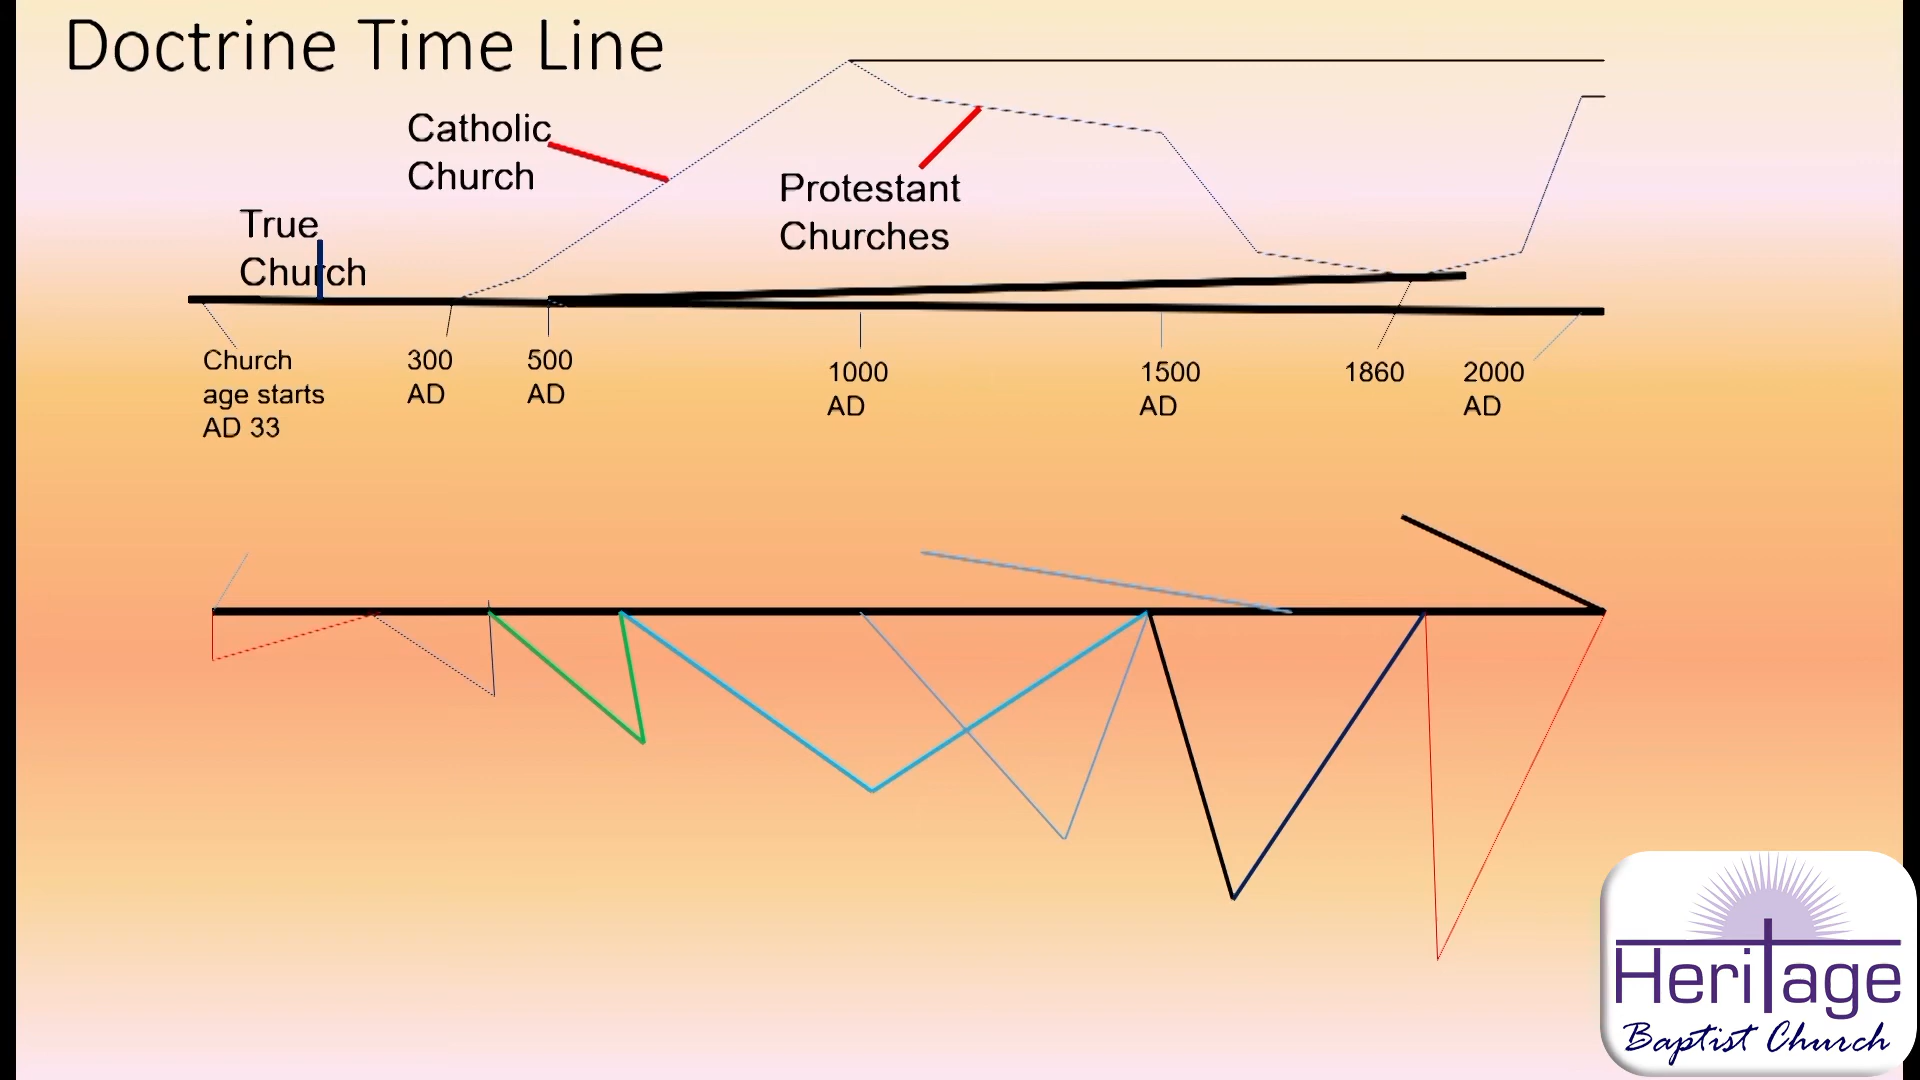 Doctrine Time Line
Catholic
Church
True
Church
Protestant
Churches
Church
age starts
AD 33
300
AD
500
AD
1000
AD
1500
AD
1860
2000
AD
Heritage
Baptist Church